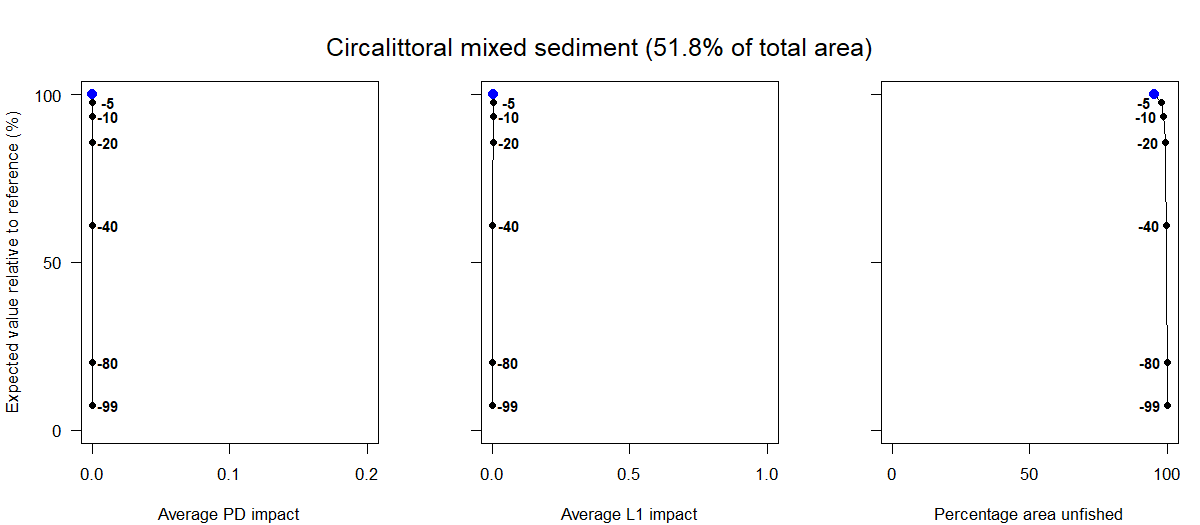 Circalittoral mixed sediment (51.8% of total area)
Expected value relative to reference (%)
100
50
0
-5
-10
-20
-40
-80
-99
0.0 0.1 0.2
Average PD impact
-5
-10
-20
-40
-80
-99
0.0 0.5 1.0
Average L1 impact
-5
-10
-20
-40
-80
-99
0 50 100
Percentage area unfished